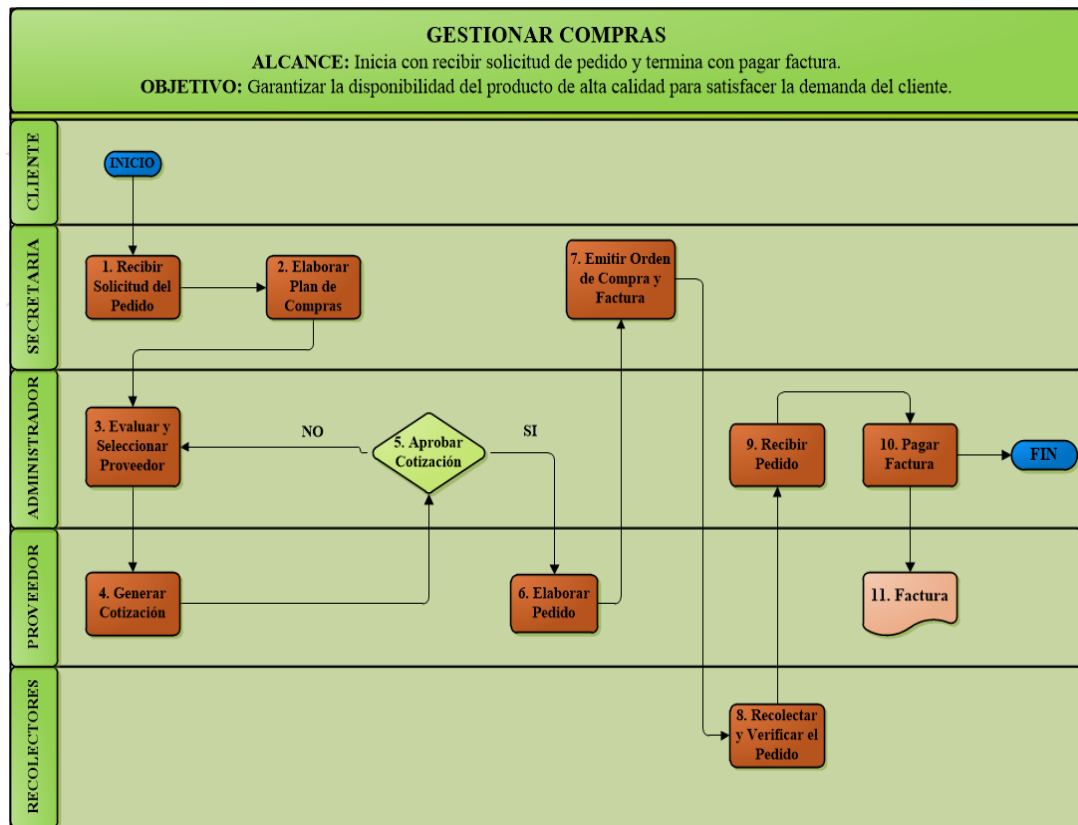 GESTIONAR COMPRAS
ALCANCE: Inicia con recibir solicitud de pedido y termina con pagar factura.
OBJETIVO: Garantizar la disponibilidad del producto de alta calidad para satisfacer la demanda del cliente.
CLIENTE
INICIO
SECRETARIA
1. Recibir
Solicitud del
Pedido
2. Elaborar
Plan de
Compras
7. Emitir Orden
de Compra y
Factura
ADMINISTRADOR
3. Evaluar y
Seleccionar
Proveedor
NO
5. Aprobar
Cotización
SI
9. Recibir
Pedido
10. Pagar
Factura
FIN
PROVEEDOR
4. Generar
Cotización
6. Elaborar
Pedido
11. Factura
RECOLECTORES
8. Recolectar
y Verificar el
Pedido